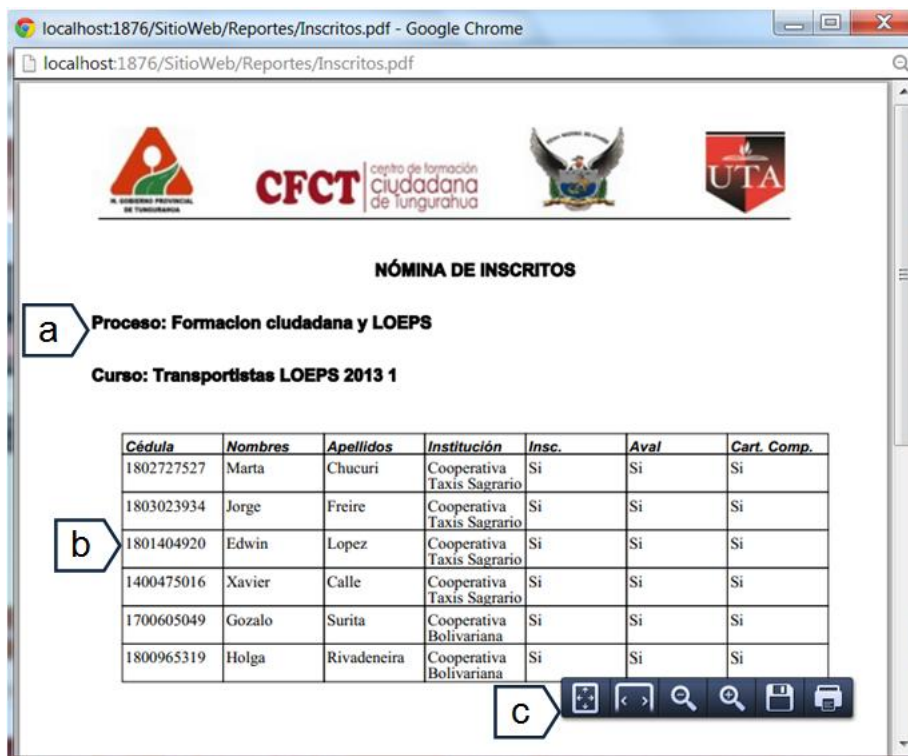 localhost:1876/SitioWeb/Reportes/Inscritos.pdf - Google Chrome
localhost:1876/SitioWeb/Reportes/Inscritos.pdf
H. GOBIERNO PROVINCIAL
DE TUNGURAHUA
CFCT centro de formación
ciudadana
de Tungurahua
UTA
NÓMINA DE INSCRITOS
a
Proceso: Formacion ciudadana y LOEPS
Curso: Transportistas LOEPS 2013 1
Cédula Nombres Apellidos Institución Insc. Aval Cart. Comp.
1802727527 Marta Chucuri Cooperativa Taxis Sagrario Si Si Si
1803023934 Jorge Freire Cooperativa Taxis Sagrario Si Si Si
b
1801404920 Edwin Lopez Cooperativa Taxis Sagrario Si Si Si
1400475016 Xavier Calle Cooperativa Taxis Sagrario Si Si Si
1700605049 Gozalo Surita Cooperativa Bolivariana Si Si Si
1800965319 Holga Rivadeneira Cooperativa Bolivariana Si Si Si
c